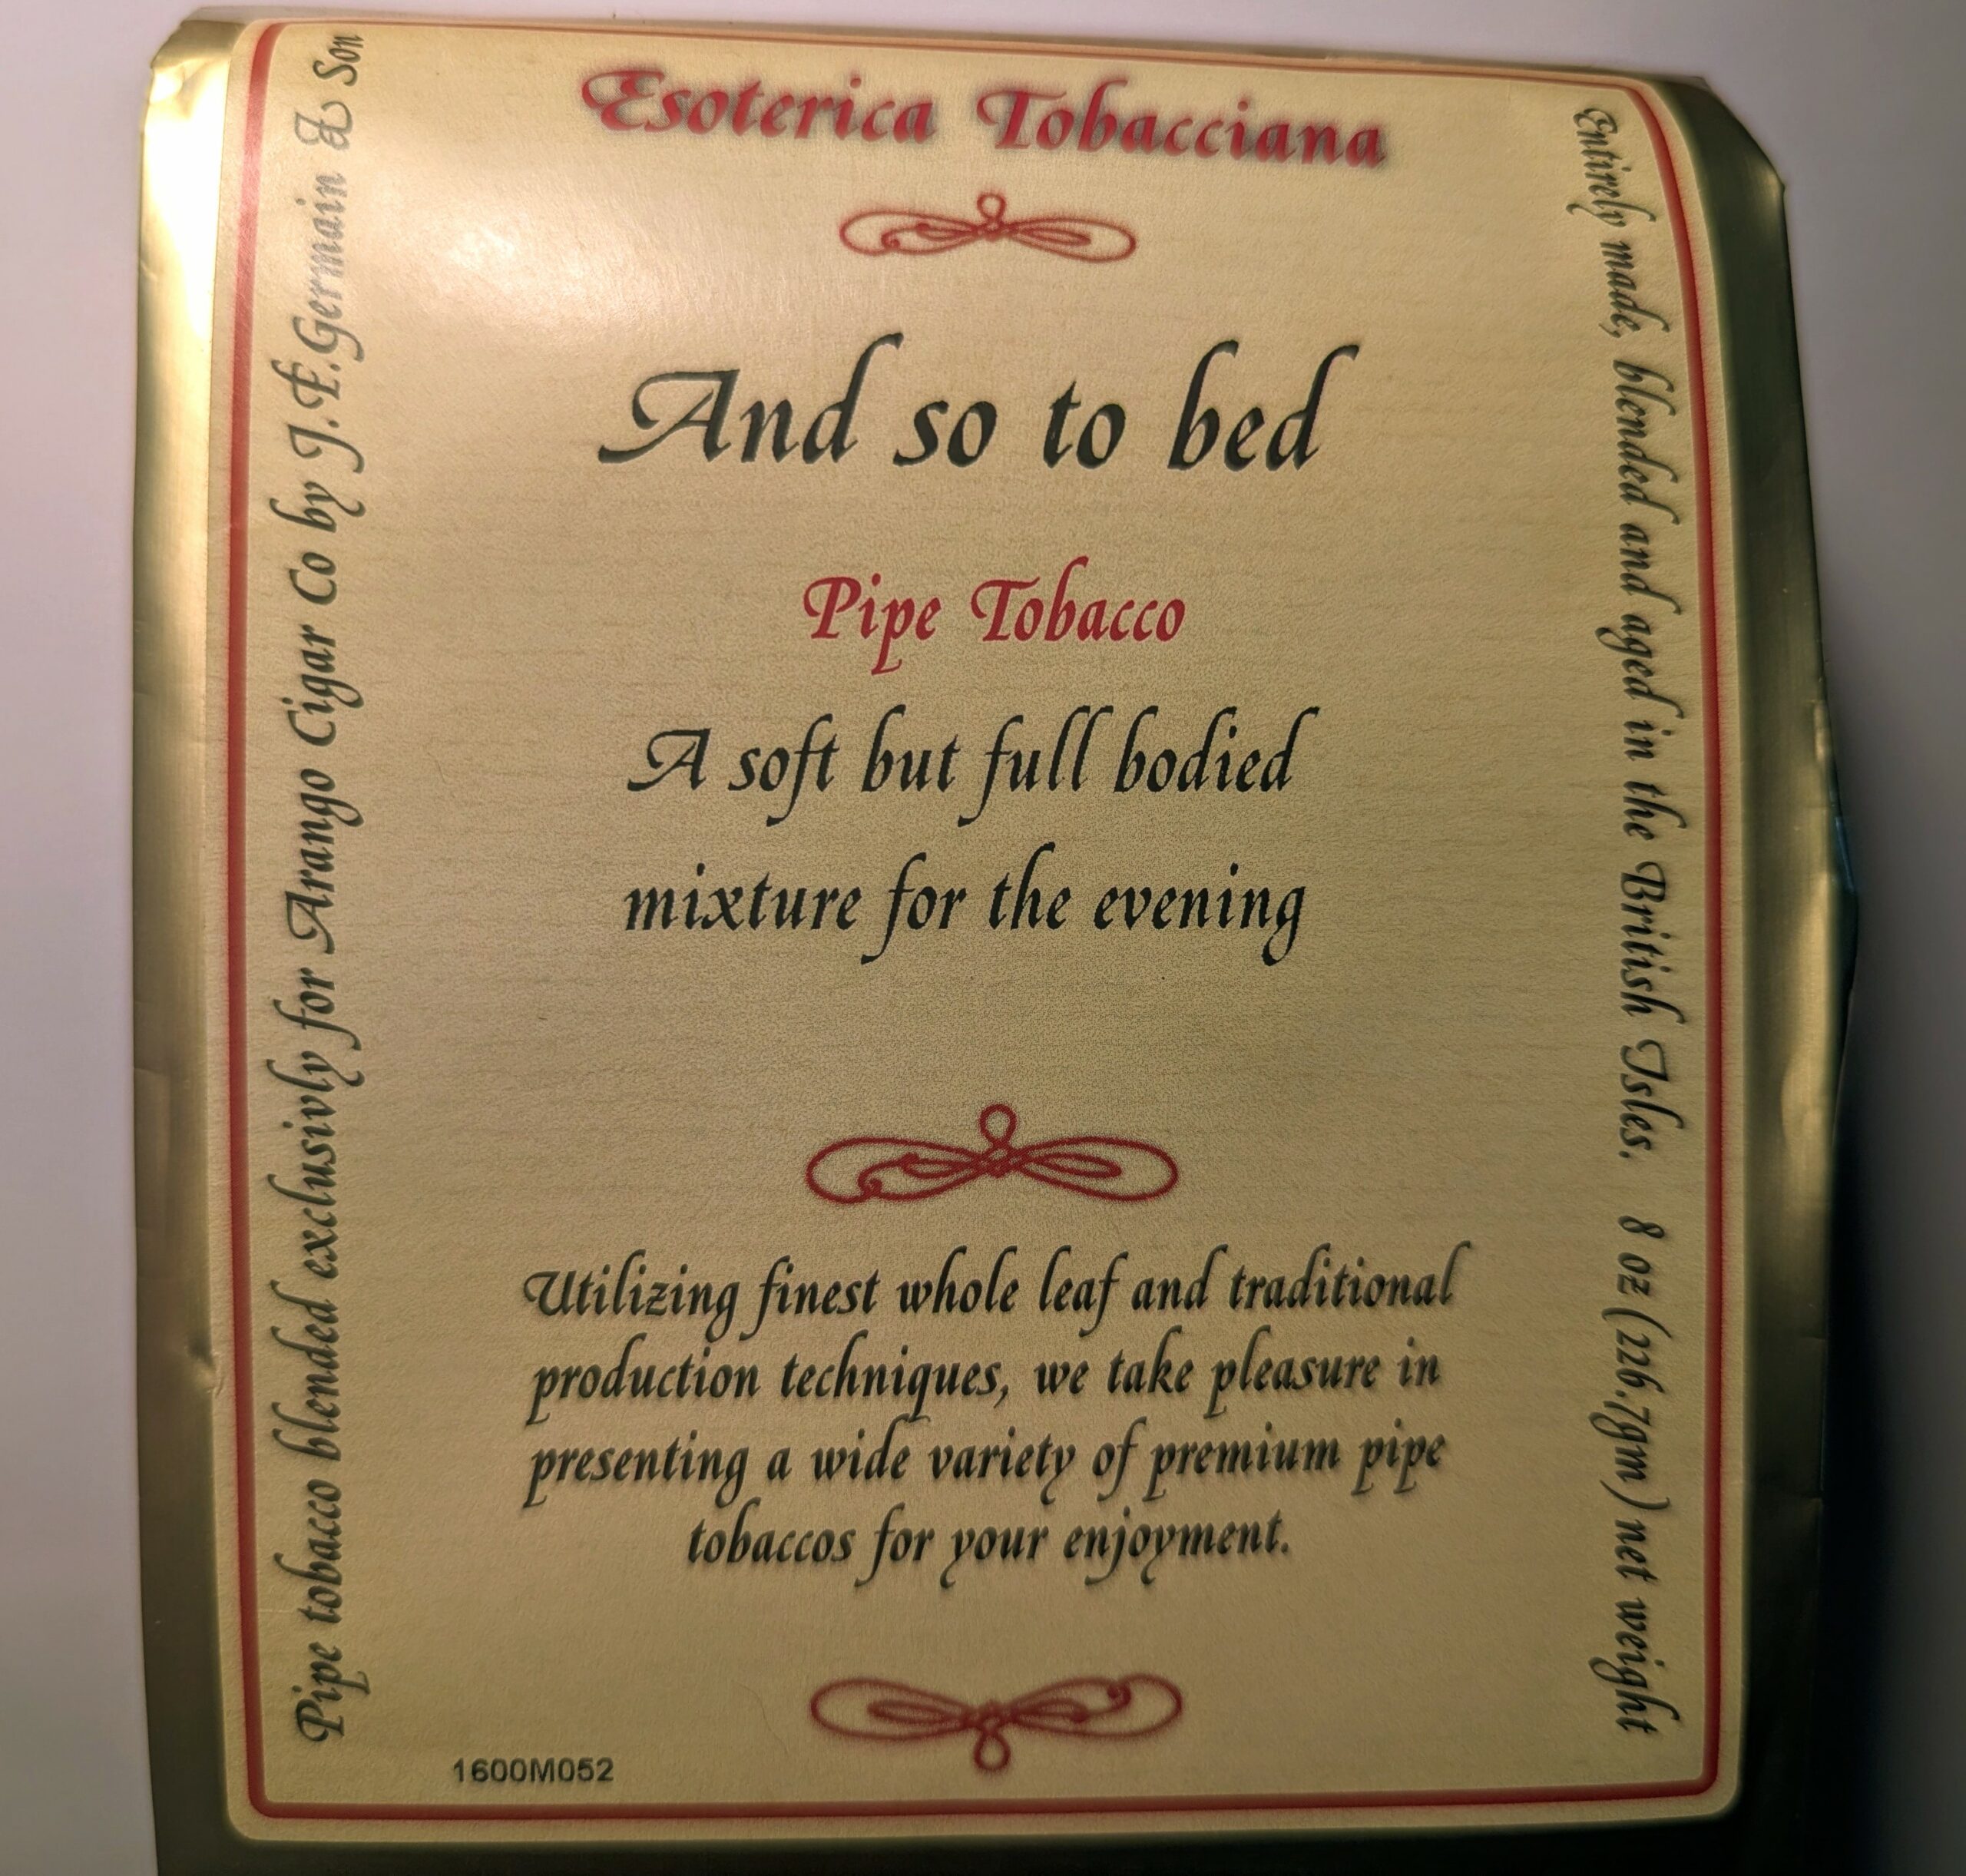 Esoterica Tobacciana
And so to bed
Pipe Tobacco
A soft but full bodied
mixture for the evening
Utilizing finest whole leaf and traditional
production techniques, we take pleasure in
presenting a wide variety of premium pipe
tobaccos for your enjoyment.
1600M052
Pipe tobacco blended exclusivly for Arango Cigar Co by J.E.Germain & Son
Entirely made, blended and aged in the British Isles. 8 oz (226.7gm) net weight